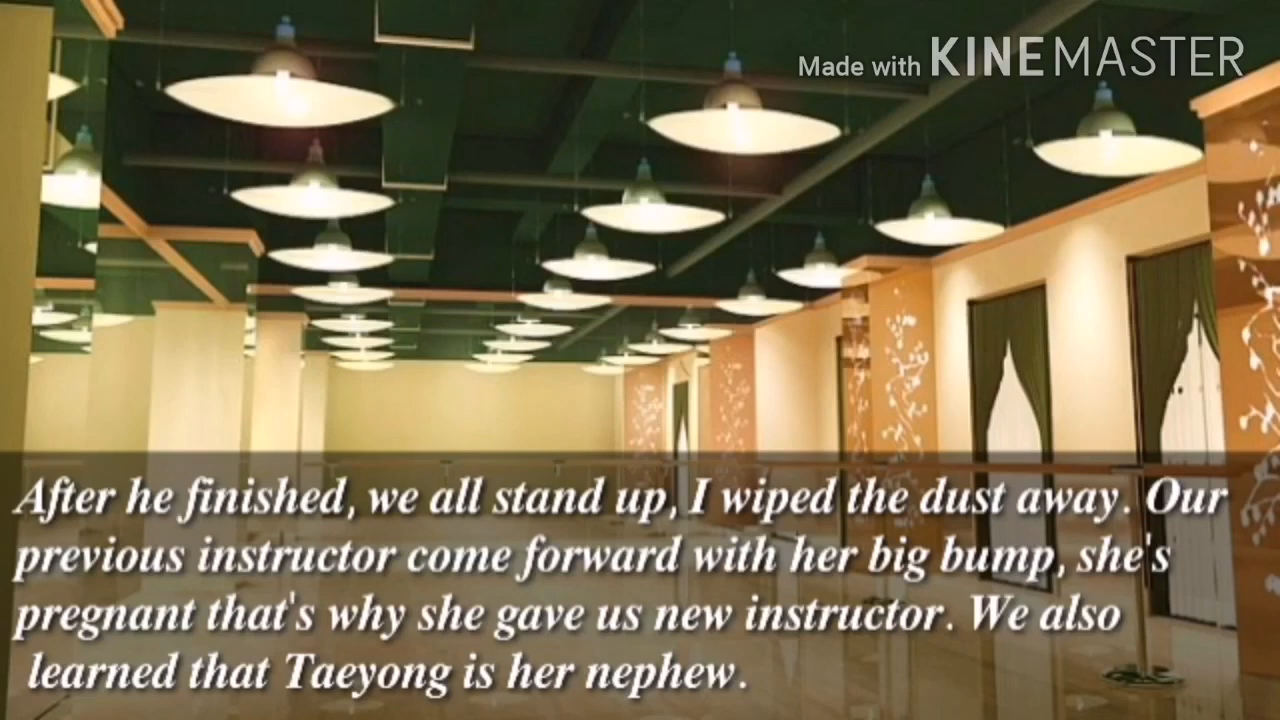 Made with KINEMASTER
After he finished, we all stand up, I wiped the dust away. Our
previous instructor come forward with her big bump, she's
pregnant that's why she gave us new instructor. We also
learned that Taeyong is her nephew.